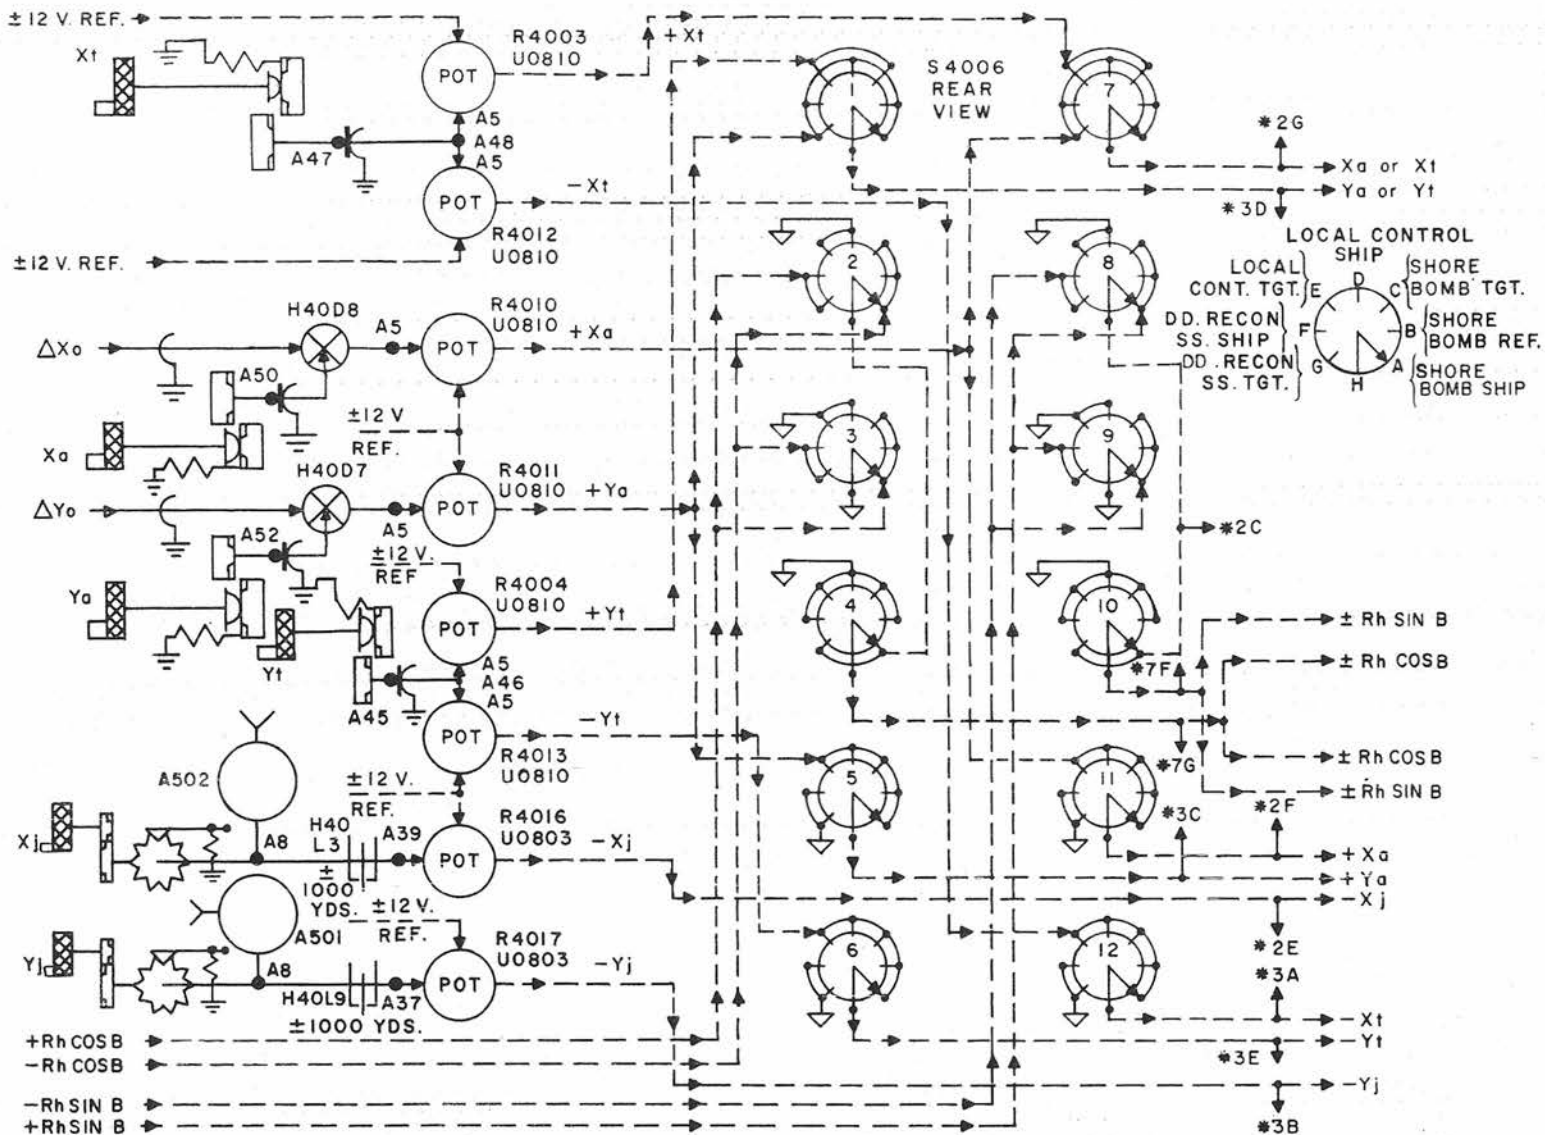 ±12 V. REF.
Xt
POT
R4003
U0810
+Xt
A5
A48
A5
A47
POT
-Xt
R4012
U0810
±12 V. REF.
S4006
REAR
VIEW
1
7
*2G
Xa or Xt
Ya or Yt
*3D
H40D8
A5
R4010
U0810
POT
+Xa
ΔXo
A50
±12 V
REF.
Xa
H40D7
R4011
U0810
+Ya
POT
ΔYo
A5
A52
±12 V.
REF
Ya
Yt
R4004
U0810
POT
+Yt
A5
A46
A5
A45
POT
-Yt
R4013
U0810
±12 V.
REF.
A502
Xj
A8
H40
L3
±
1000
YDS.
A39
R4016
U0803
POT
-Xj
±12 V.
REF.
A501
Yj
A8
H40L9
A37
±1000 YDS.
R4017
U0803
POT
-Yj
+Rh COS B
-Rh COS B
-Rh SIN B
+Rh SIN B
2
8
3
9
4
10
5
11
6
12
LOCAL CONTROL
SHIP
LOCAL
CONT. TGT.
E
D
C
SHORE
BOMB TGT.
DD. RECON
SS. SHIP
F
B
SHORE
BOMB REF.
DD. RECON
SS. TGT.
G
H
A
SHORE
BOMB SHIP
*2C
*7F
± Rh SIN B
± Rh COS B
*7G
± Rh COS B
± Rh SIN B
*3C
*2F
+Xa
+Ya
-Xj
*2E
*3A
-Xt
-Yt
*3E
-Yj
*3B